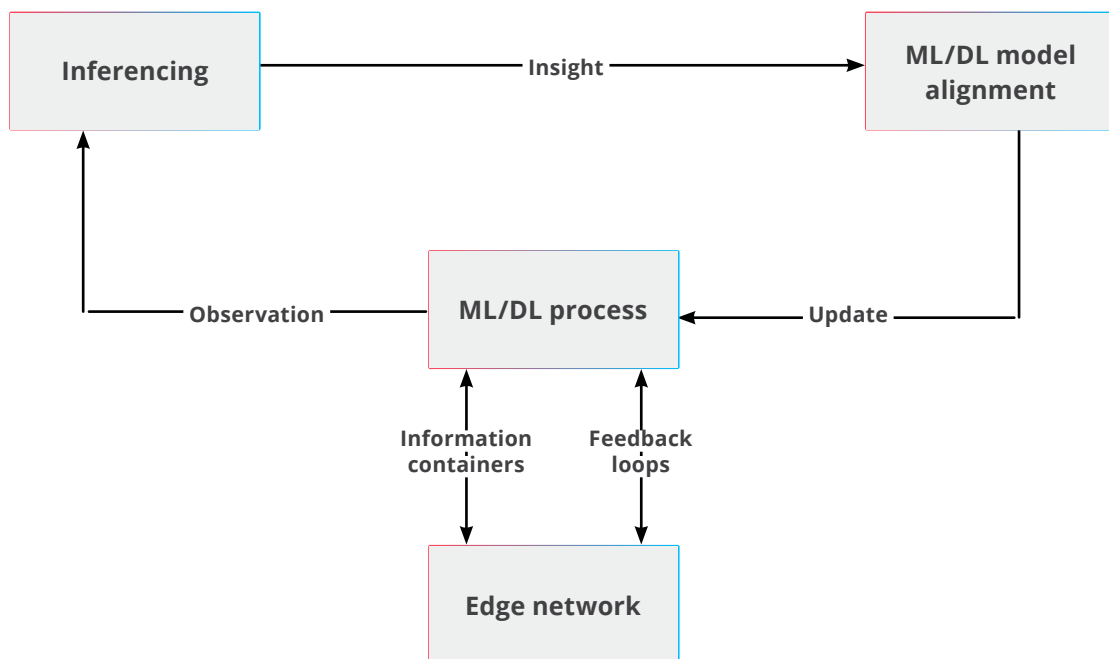 Inferencing
Insight
ML/DL model
alignment
Observation
ML/DL process
Update
Information
containers
Feedback
loops
Edge network